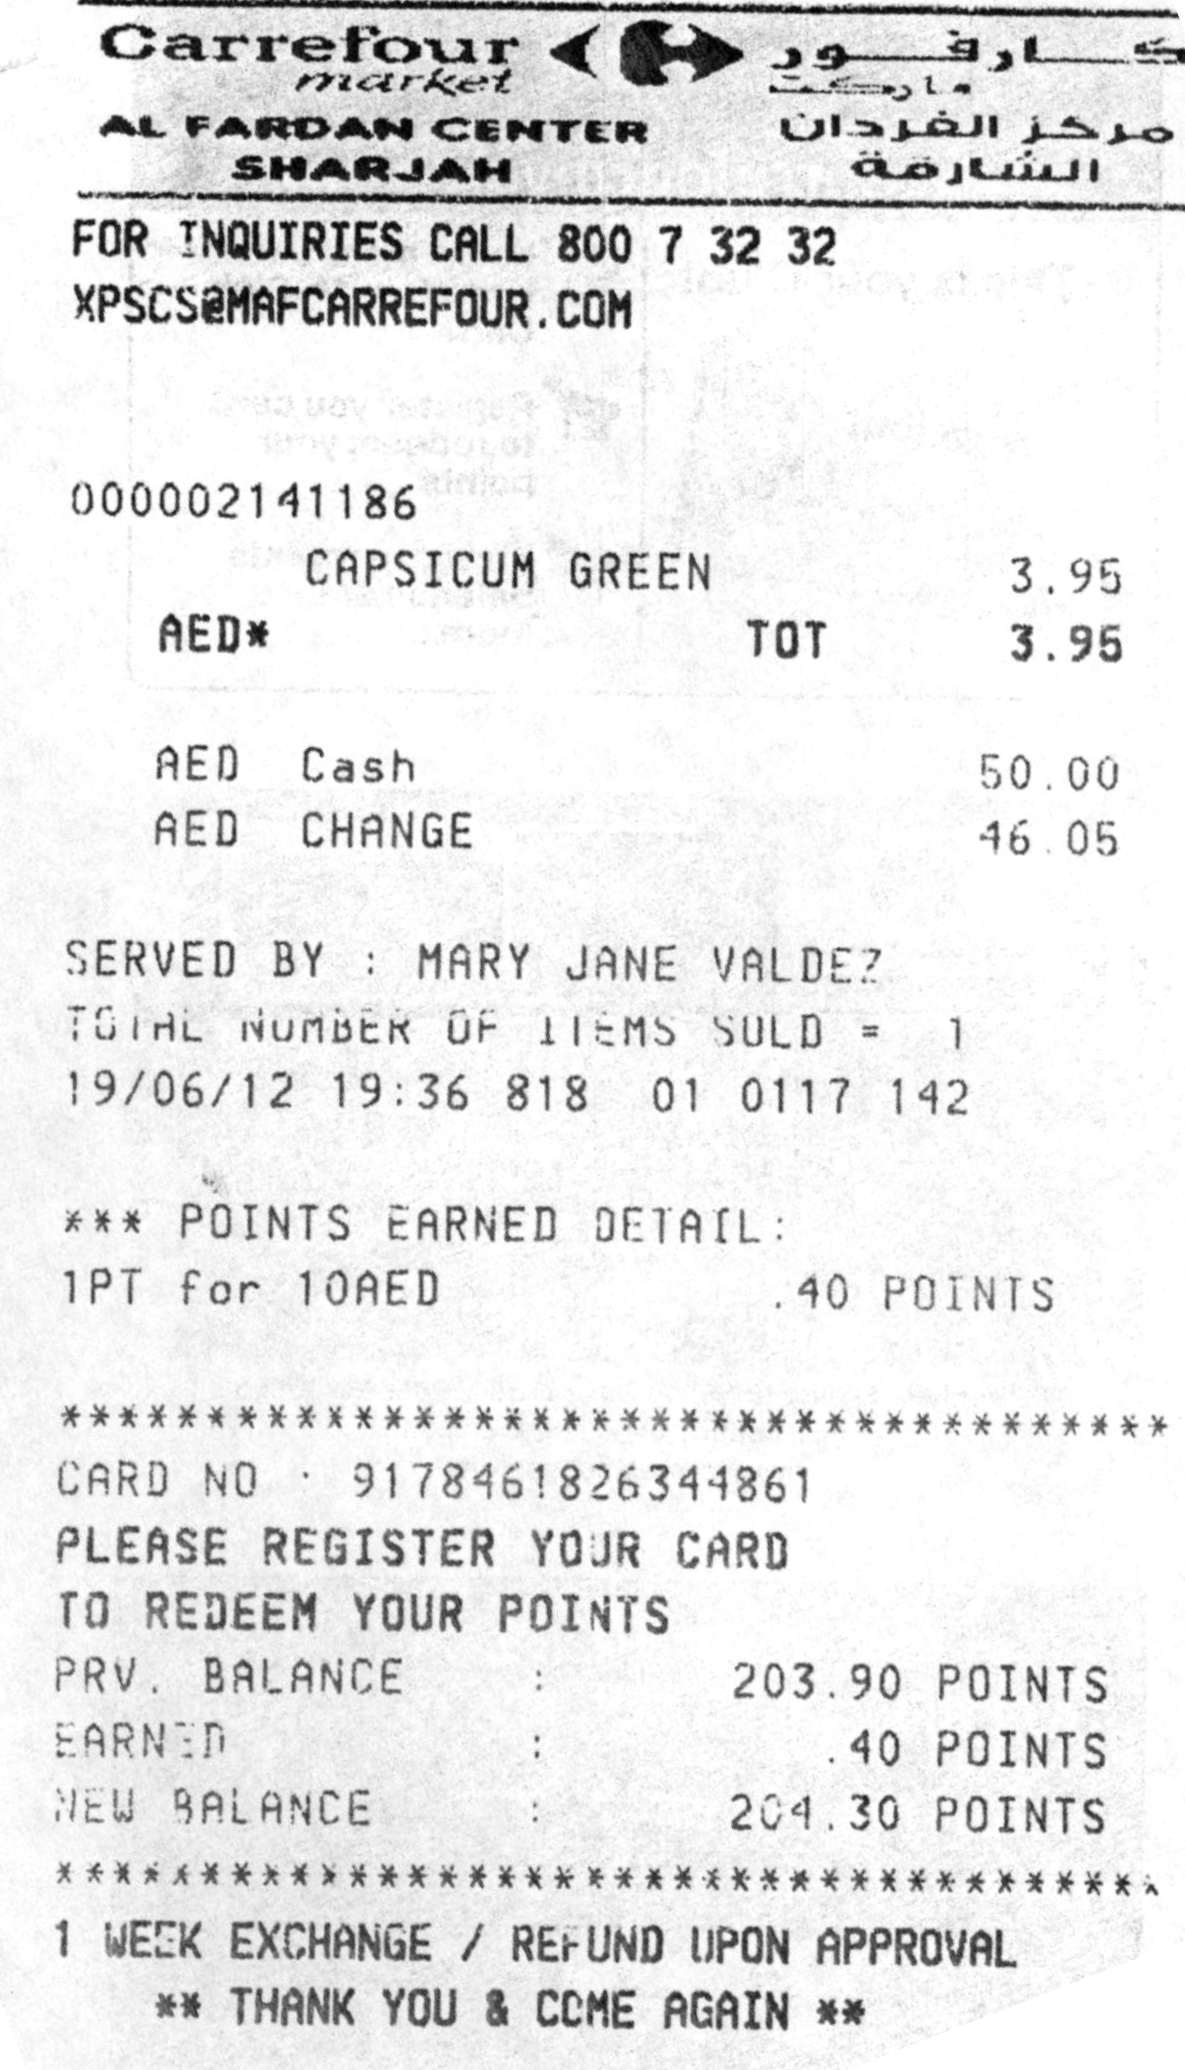 Carrefour كارفور
market ماركت
AL FARDAN CENTER مركز الفردان
SHARJAH الشارقة
FOR INQUIRIES CALL 800 7 32 32
XPSCS@MAFCARREFOUR.COM
000002141186
CAPSICUM GREEN 3.95
AED* TOT 3.95
AED Cash 50.00
AED CHANGE 46.05
SERVED BY : MARY JANE VALDEZ
TOTAL NUMBER OF ITEMS SOLD = 1
19/06/12 19:36 818 01 0117 142
*** POINTS EARNED DETAIL:
1PT for 10AED .40 POINTS
**************************************
CARD NO : 9178461826344861
PLEASE REGISTER YOUR CARD
TO REDEEM YOUR POINTS
PRV. BALANCE : 203.90 POINTS
EARNED : .40 POINTS
NEW BALANCE : 204.30 POINTS
**************************************
1 WEEK EXCHANGE / REFUND UPON APPROVAL
** THANK YOU & COME AGAIN **